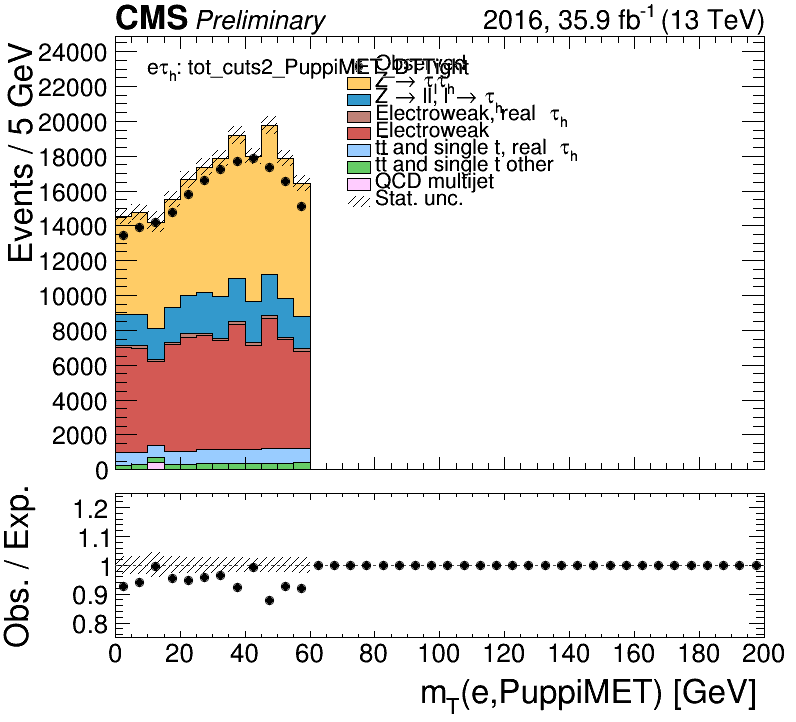 CMS Preliminary 2016, 35.9 fb⁻¹ (13 TeV)
Events / 5 GeV
24000
22000
20000
18000
16000
14000
12000
10000
8000
6000
4000
2000
0
eτh: tot_cuts2_PuppiMET_DTTight
Observed
Z → τlτh
Z → ll, l → τh
Electroweak, real τh
Electroweak
tt and single t, real τh
tt and single t other
QCD multijet
Stat. unc.
Obs. / Exp.
1.2
1.1
1
0.9
0.8
0 20 40 60 80 100 120 140 160 180 200
mT(e,PuppiMET) [GeV]